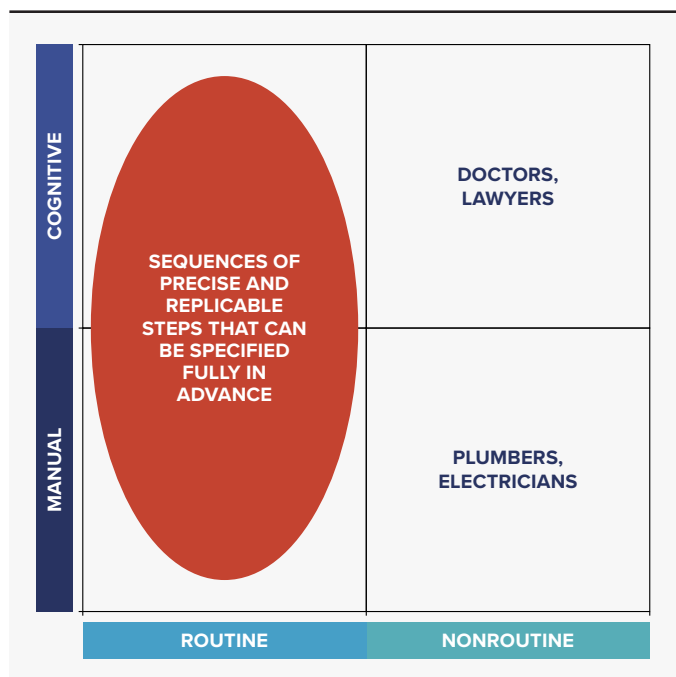 COGNITIVE
DOCTORS,
LAWYERS
SEQUENCES OF
PRECISE AND
REPLICABLE
STEPS THAT CAN
BE SPECIFIED
FULLY IN
ADVANCE
MANUAL
PLUMBERS,
ELECTRICIANS
ROUTINE
NONROUTINE